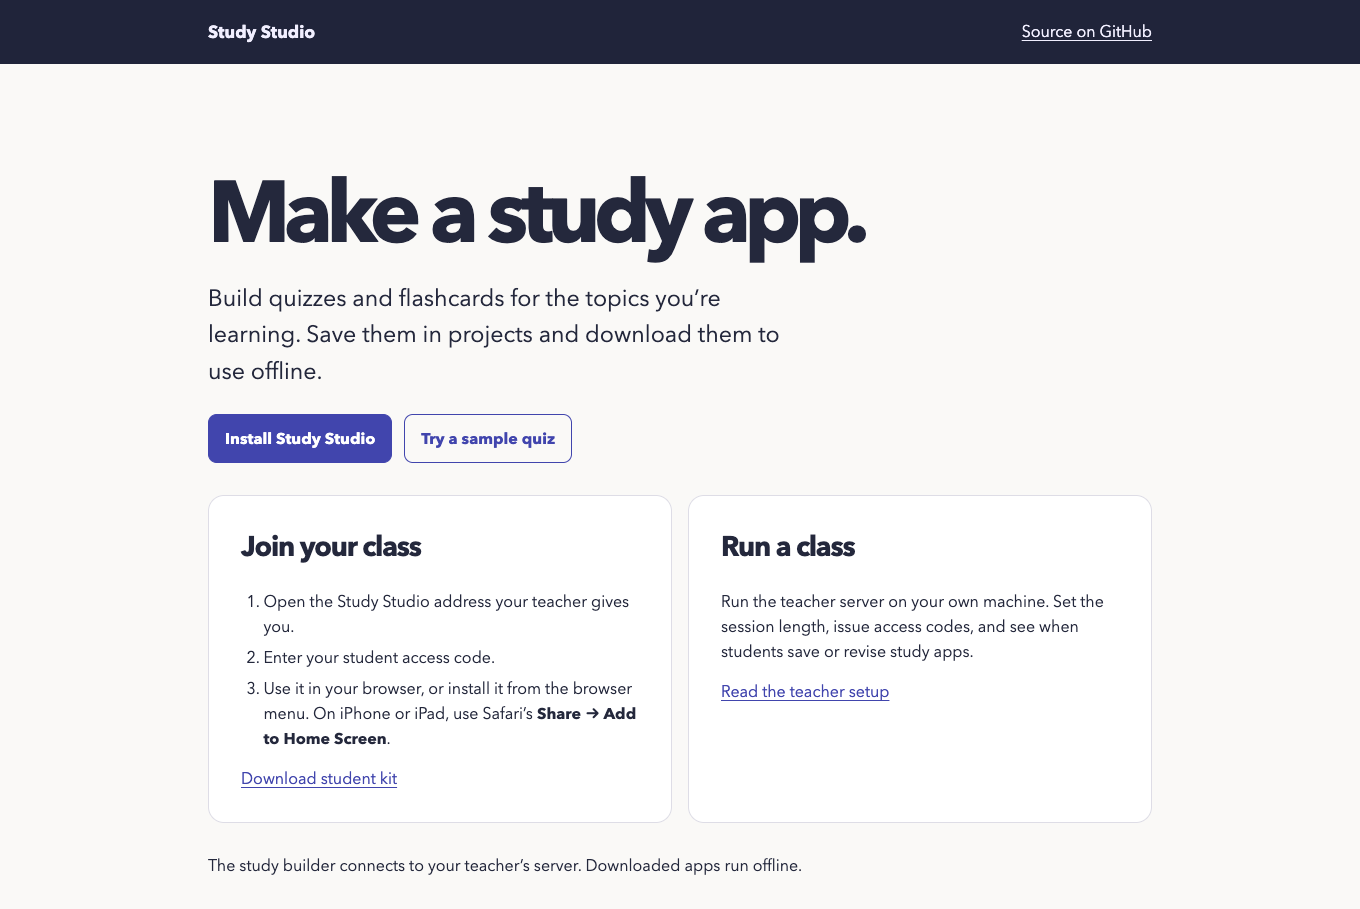 Study Studio
Source on GitHub
Make a study app.
Build quizzes and flashcards for the topics you’re
learning. Save them in projects and download them to
use offline.
Install Study Studio
Try a sample quiz
Join your class
1. Open the Study Studio address your teacher gives
you.
2. Enter your student access code.
3. Use it in your browser, or install it from the browser
menu. On iPhone or iPad, use Safari’s Share → Add
to Home Screen.
Download student kit
Run a class
Run the teacher server on your own machine. Set the
session length, issue access codes, and see when
students save or revise study apps.
Read the teacher setup
The study builder connects to your teacher’s server. Downloaded apps run offline.